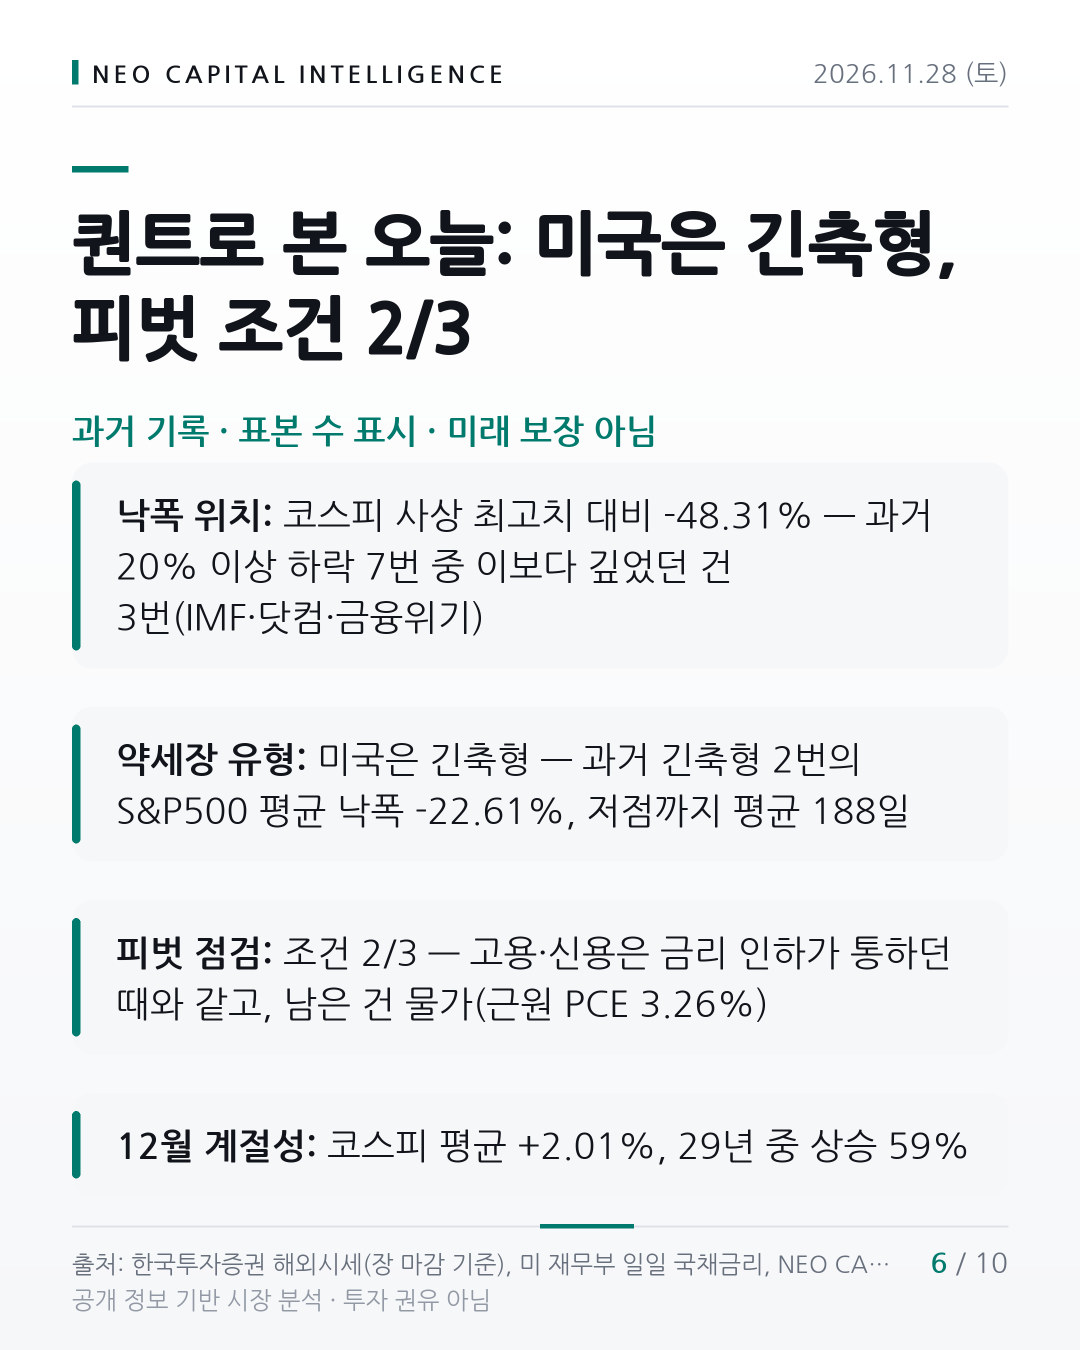 NEO CAPITAL INTELLIGENCE
2026.11.28 (토)
퀀트로 본 오늘: 미국은 긴축형,
피벗 조건 2/3
과거 기록 · 표본 수 표시 · 미래 보장 아님
낙폭 위치: 코스피 사상 최고치 대비 -48.31% — 과거
20% 이상 하락 7번 중 이보다 깊었던 건
3번(IMF·닷컴·금융위기)
약세장 유형: 미국은 긴축형 — 과거 긴축형 2번의
S&P500 평균 낙폭 -22.61%, 저점까지 평균 188일
피벗 점검: 조건 2/3 — 고용·신용은 금리 인하가 통하던
때와 같고, 남은 건 물가(근원 PCE 3.26%)
12월 계절성: 코스피 평균 +2.01%, 29년 중 상승 59%
출처: 한국투자증권 해외시세(장 마감 기준), 미 재무부 일일 국채금리, NEO CA…
6 / 10
공개 정보 기반 시장 분석 · 투자 권유 아님